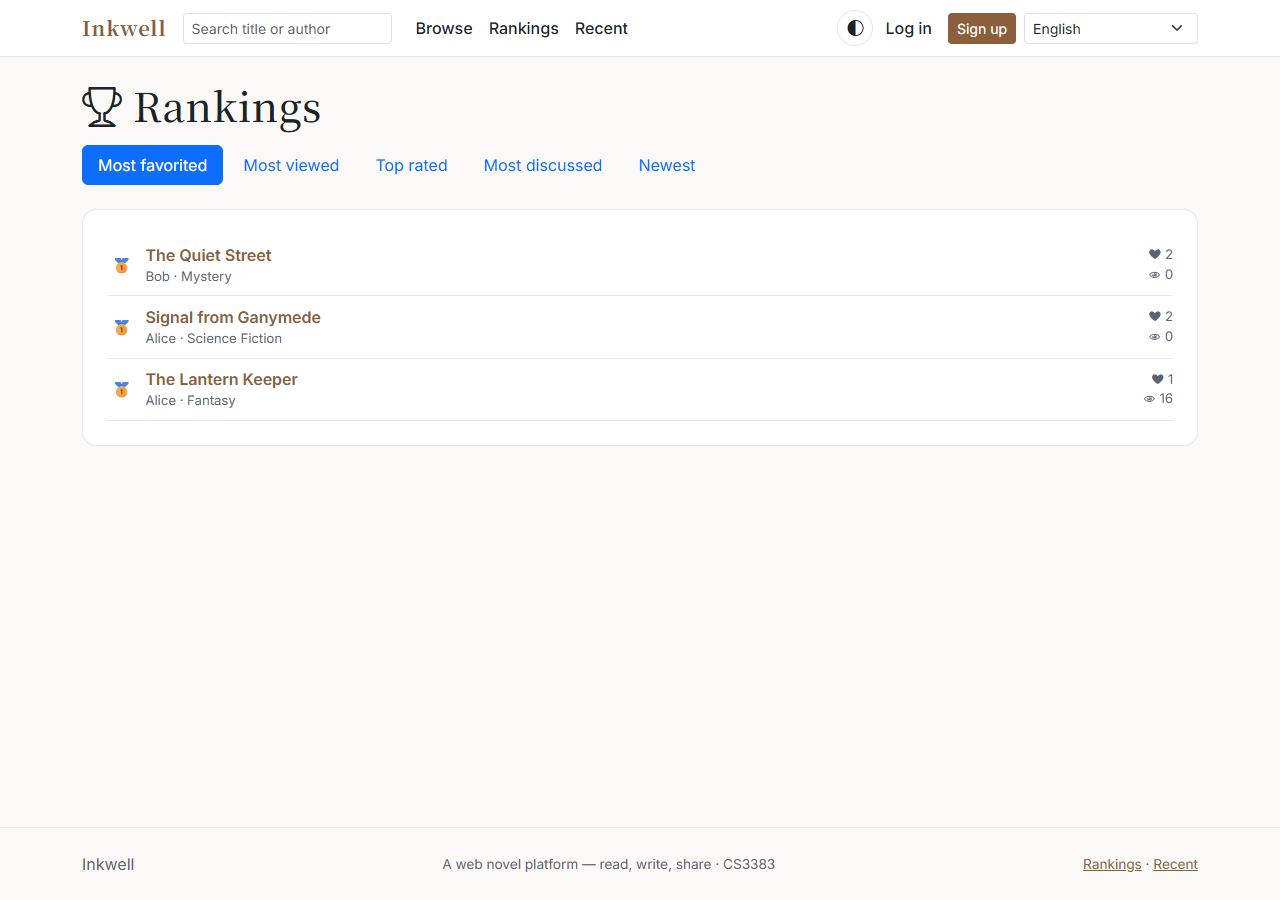 Inkwell Search title or author Browse Rankings Recent Log in Sign up English
Rankings
Most favorited Most viewed Top rated Most discussed Newest
The Quiet Street 2
Bob · Mystery 0
Signal from Ganymede 2
Alice · Science Fiction 0
The Lantern Keeper 1
Alice · Fantasy 16
Inkwell A web novel platform — read, write, share · CS3383 Rankings · Recent